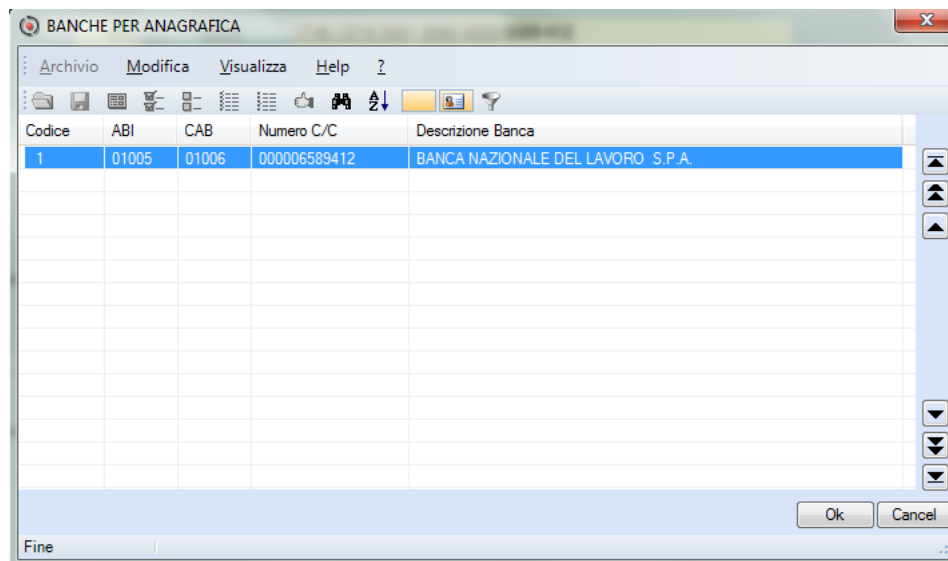 BANCHE PER ANAGRAFICA
Archivio Modifica Visualizza Help ?
Codice ABI CAB Numero C/C Descrizione Banca
1 01005 01006 000006589412 BANCA NAZIONALE DEL LAVORO S.P.A.
Ok Cancel
Fine